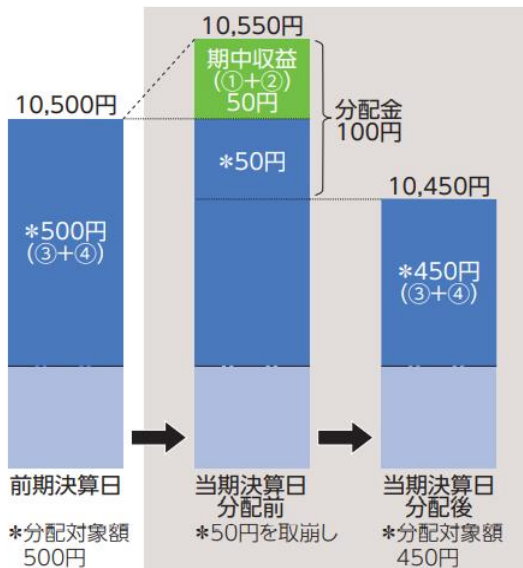 10,550円
期中収益
(①+②)
50円
分配金
100円
10,500円
*50円
10,450円
*500円
(③+④)
*450円
(③+④)
前期決算日
当期決算日
分配前
当期決算日
分配後
*分配対象額
500円
*50円を取崩し
*分配対象額
450円